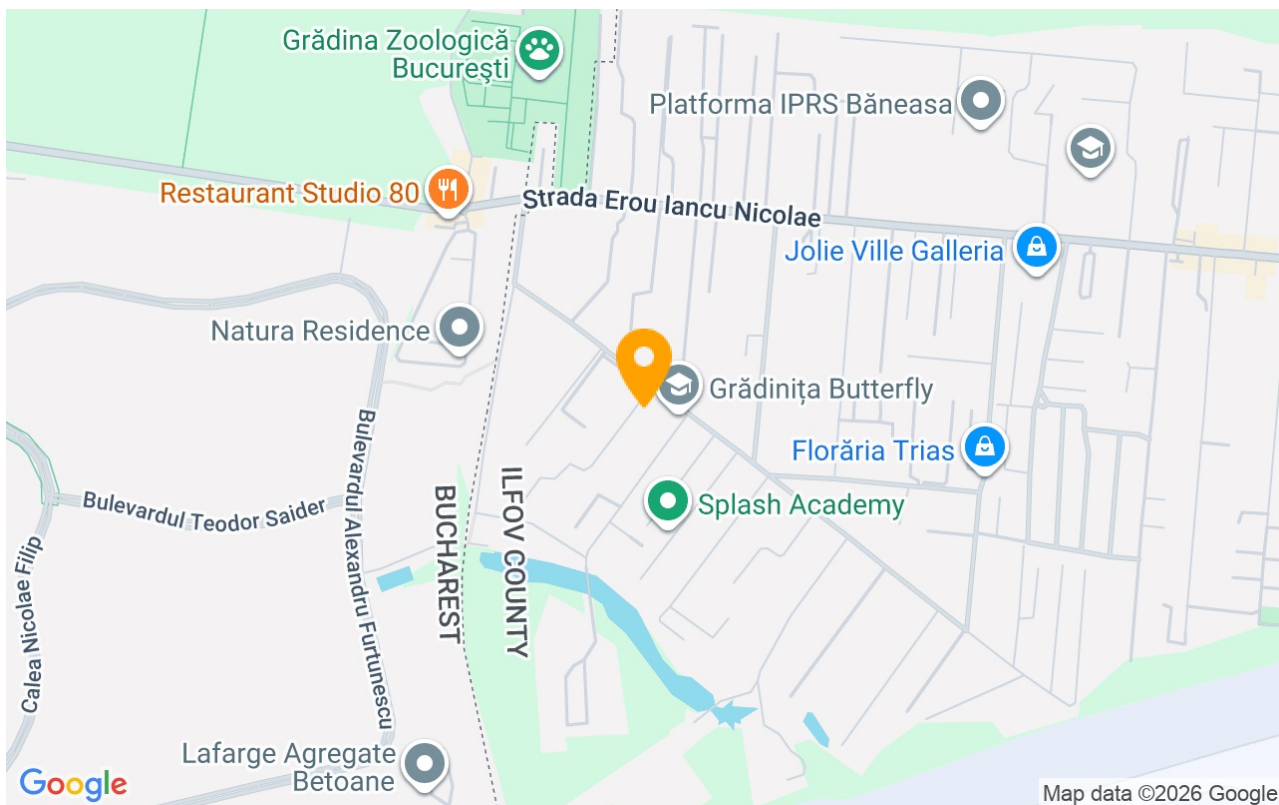 Grădina Zoologică
București
Platforma IPRS Băneasa
Restaurant Studio 80
Strada Erou Iancu Nicolae
Jolie Ville Galleria
Natura Residence
Grădinița Butterfly
Florăria Trias
Bulevardul Teodor Saider
Splash Academy
Bulevardul Alexandru Furtunescu
BUCHAREST
ILFOV COUNTY
Calea Nicolae Filip
Lafarge Agregate
Betoane
Google
Map data ©2026 Google